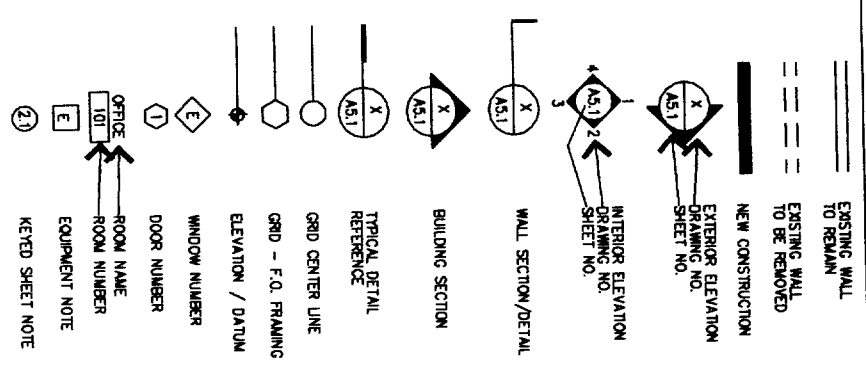 EXISTING WALL
TO REMAIN
EXISTING WALL
TO BE REMOVED
NEW CONSTRUCTION
X
A5.1
EXTERIOR ELEVATION
DRAWING NO.
SHEET NO.
1
4
A5.1
2
3
INTERIOR ELEVATION
DRAWING NO.
SHEET NO.
X
A5.1
WALL SECTION/DETAIL
X
A5.1
BUILDING SECTION
X
A5.1
TYPICAL DETAIL
REFERENCE
GRID CENTER LINE
GRID - F.O. FRAMING
ELEVATION / DATUM
E
WINDOW NUMBER
1
DOOR NUMBER
OFFICE
101
ROOM NAME
ROOM NUMBER
E
EQUIPMENT NOTE
2.1
KEYED SHEET NOTE